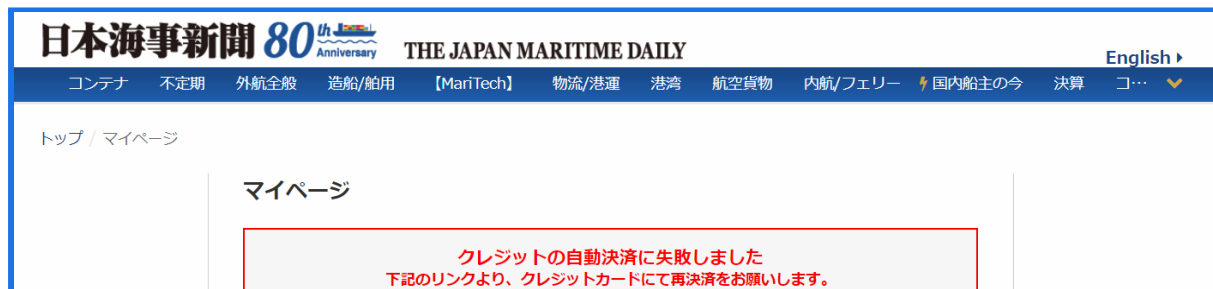 日本海事新聞 80th Anniversary THE JAPAN MARITIME DAILY
English
コンテナ 不定期 外航全般 造船/舶用 【MariTech】 物流/港運 港湾 航空貨物 内航/フェリー 国内船主の今 決算 コ…
トップ / マイページ
マイページ
クレジットの自動決済に失敗しました
下記のリンクより、クレジットカードにて再決済をお願いします。